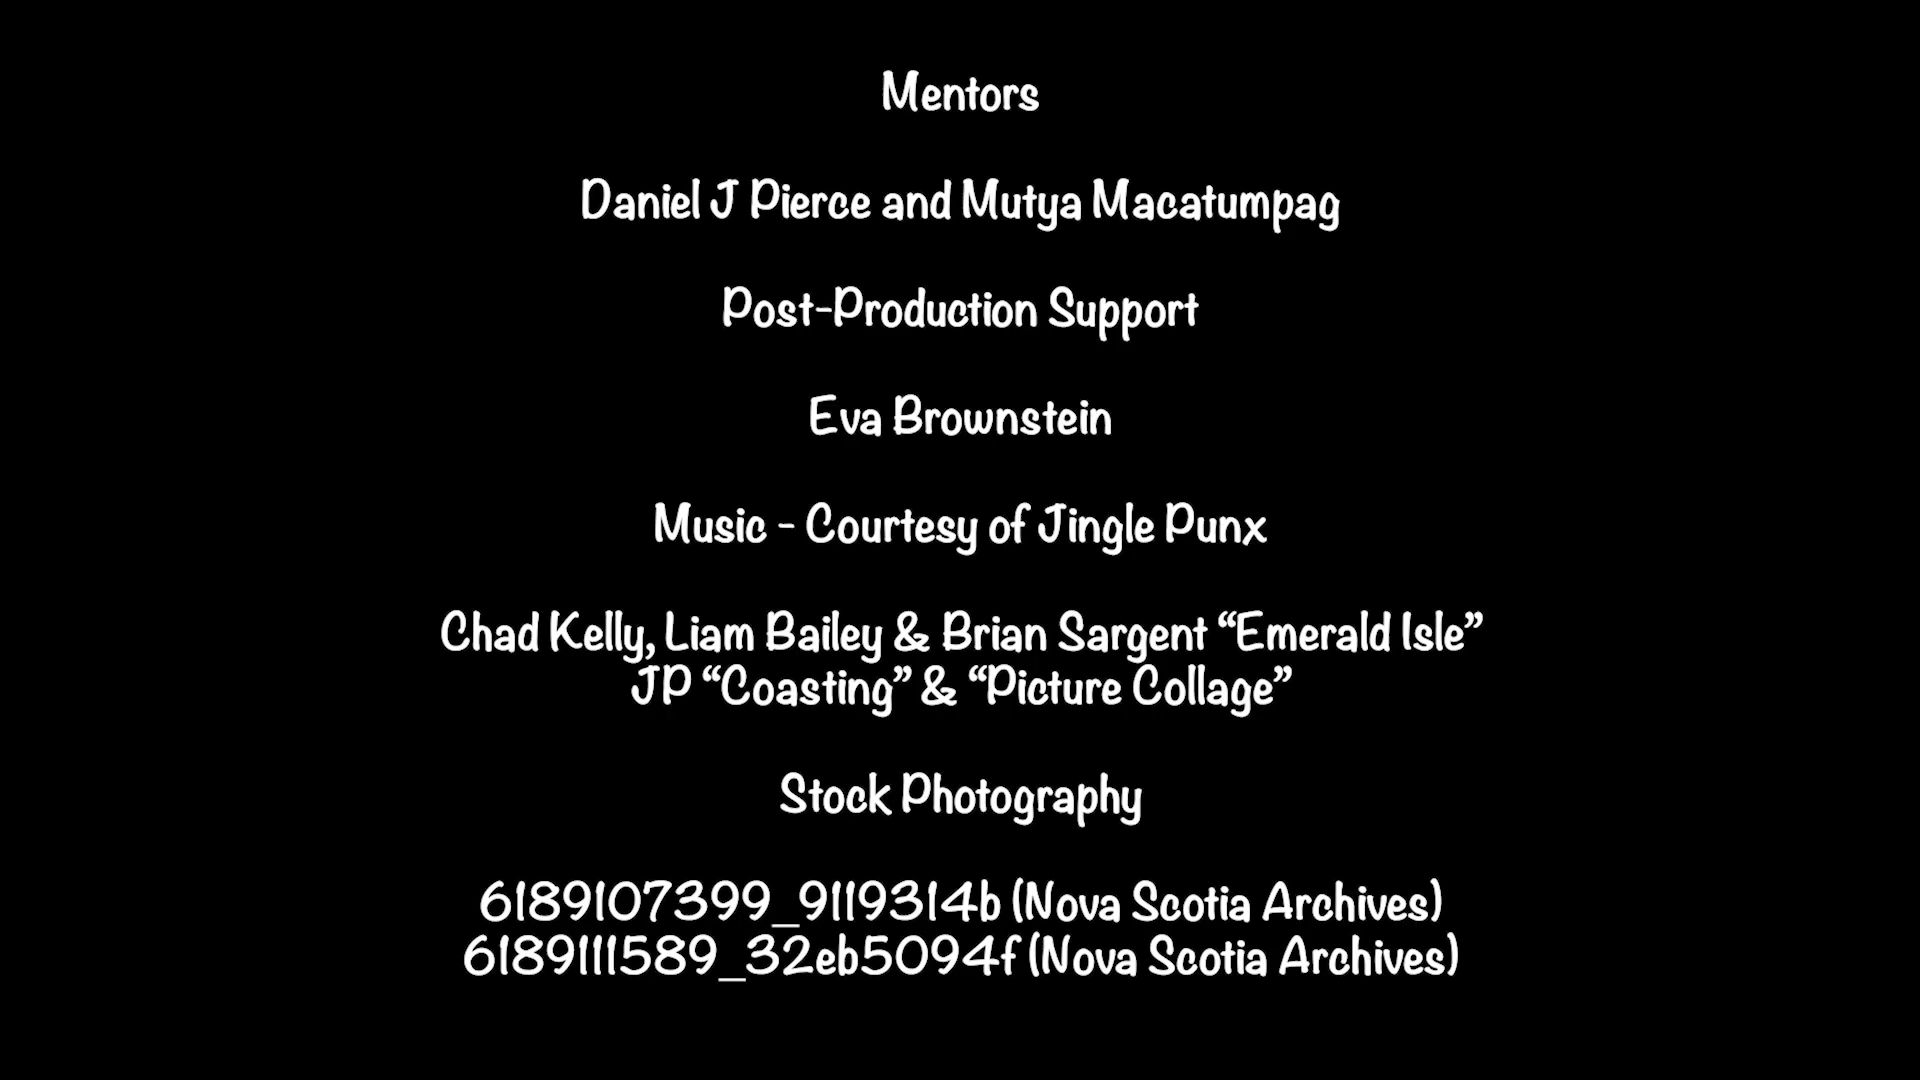 Mentors
Daniel J Pierce and Mutya Macatumpag
Post-Production Support
Eva Brownstein
Music - Courtesy of Jingle Punx
Chad Kelly, Liam Bailey & Brian Sargent “Emerald Isle”
JP “Coasting” & “Picture Collage”
Stock Photography
6189107399_9119314b (Nova Scotia Archives)
6189111589_32eb5094f (Nova Scotia Archives)